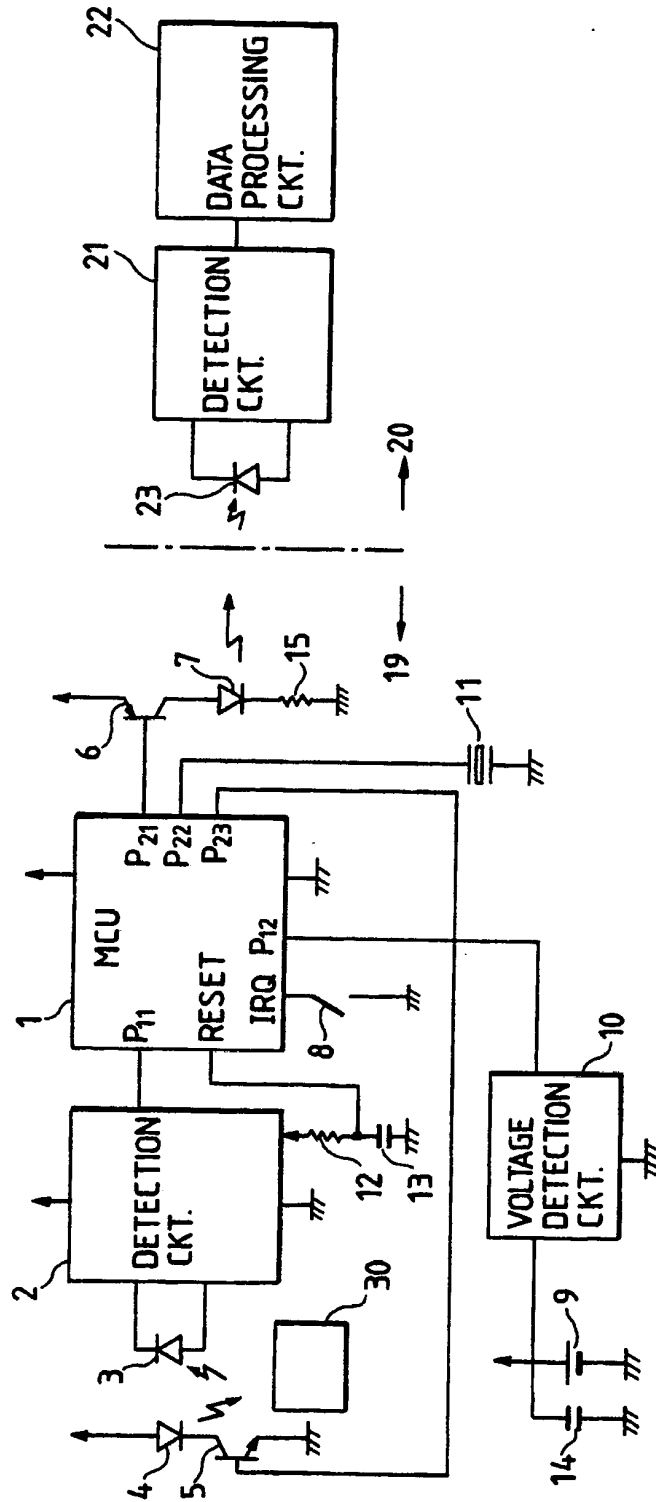 22
DATA
PROCESSING
CKT.
21
DETECTION
CKT.
23
20
19
7
15
6
11
P21
P22
P23
MCU
1
P11
RESET
IRQ
P12
8
10
VOLTAGE
DETECTION
CKT.
2
DETECTION
CKT.
12
13
3
30
4
5
9
14